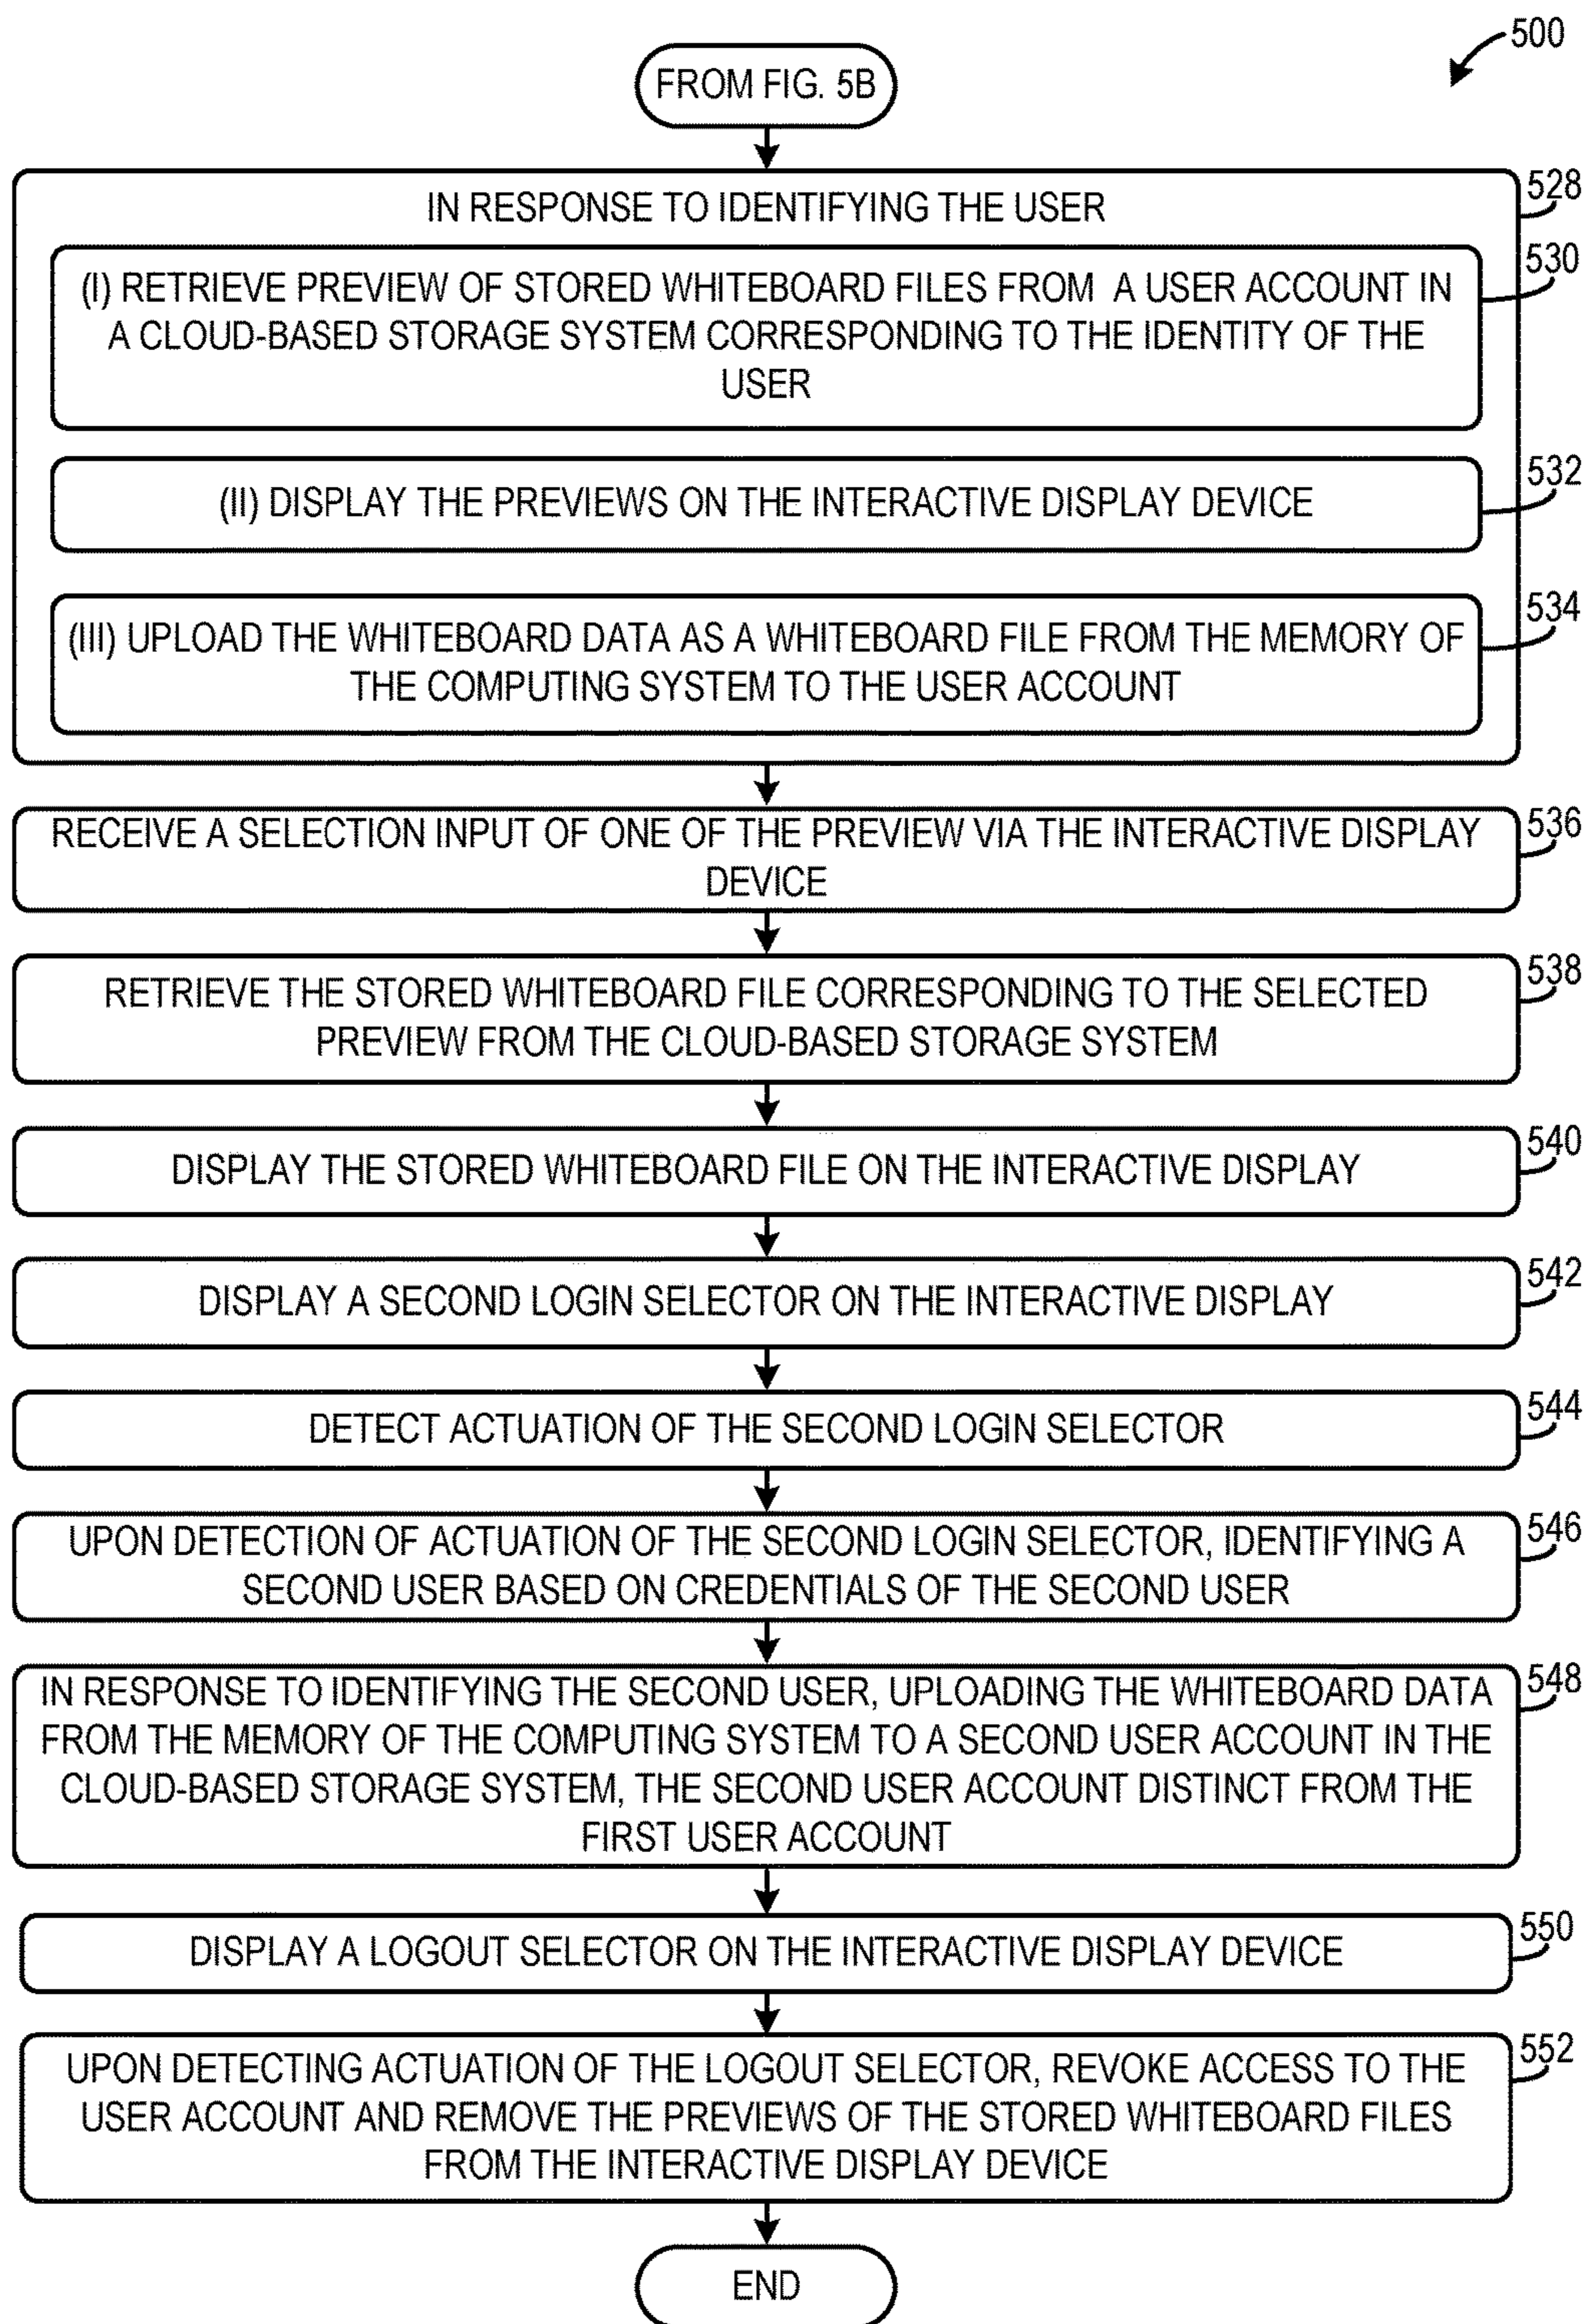 500
FROM FIG. 5B
528
IN RESPONSE TO IDENTIFYING THE USER
530
(I) RETRIEVE PREVIEW OF STORED WHITEBOARD FILES FROM A USER ACCOUNT IN
A CLOUD-BASED STORAGE SYSTEM CORRESPONDING TO THE IDENTITY OF THE
USER
532
(II) DISPLAY THE PREVIEWS ON THE INTERACTIVE DISPLAY DEVICE
534
(III) UPLOAD THE WHITEBOARD DATA AS A WHITEBOARD FILE FROM THE MEMORY OF
THE COMPUTING SYSTEM TO THE USER ACCOUNT
536
RECEIVE A SELECTION INPUT OF ONE OF THE PREVIEW VIA THE INTERACTIVE DISPLAY
DEVICE
538
RETRIEVE THE STORED WHITEBOARD FILE CORRESPONDING TO THE SELECTED
PREVIEW FROM THE CLOUD-BASED STORAGE SYSTEM
540
DISPLAY THE STORED WHITEBOARD FILE ON THE INTERACTIVE DISPLAY
542
DISPLAY A SECOND LOGIN SELECTOR ON THE INTERACTIVE DISPLAY
544
DETECT ACTUATION OF THE SECOND LOGIN SELECTOR
546
UPON DETECTION OF ACTUATION OF THE SECOND LOGIN SELECTOR, IDENTIFYING A
SECOND USER BASED ON CREDENTIALS OF THE SECOND USER
548
IN RESPONSE TO IDENTIFYING THE SECOND USER, UPLOADING THE WHITEBOARD DATA
FROM THE MEMORY OF THE COMPUTING SYSTEM TO A SECOND USER ACCOUNT IN THE
CLOUD-BASED STORAGE SYSTEM, THE SECOND USER ACCOUNT DISTINCT FROM THE
FIRST USER ACCOUNT
550
DISPLAY A LOGOUT SELECTOR ON THE INTERACTIVE DISPLAY DEVICE
552
UPON DETECTING ACTUATION OF THE LOGOUT SELECTOR, REVOKE ACCESS TO THE
USER ACCOUNT AND REMOVE THE PREVIEWS OF THE STORED WHITEBOARD FILES
FROM THE INTERACTIVE DISPLAY DEVICE
END